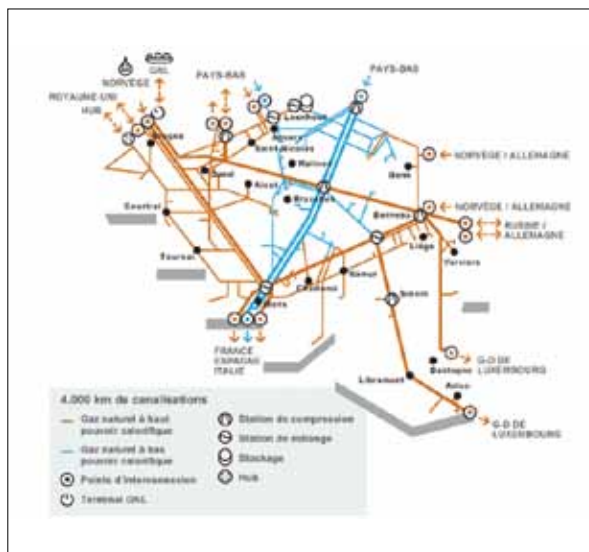 NORVÈGE
GNL
ROYAUME-UNI
HUB
PAYS-BAS
PAYS-BAS
Loenhout
Anvers
Saint-Nicolas
Malines
Gand
Alost
Bruxelles
Courtrai
Tournai
Mons
Charleroi
Namur
Berneau
Liège
Verviers
Sinsin
Bastogne
Libramont
Arlon
NORVÈGE / ALLEMAGNE
NORVÈGE / ALLEMAGNE
RUSSIE /
ALLEMAGNE
FRANCE
ESPAGNE
ITALIE
G-D DE
LUXEMBOURG
G-D DE
LUXEMBOURG
4.000 km de canalisations
Gaz naturel à haut
pouvoir calorifique
Gaz naturel à bas
pouvoir calorifique
Points d'interconnexion
Terminal GNL
Station de compression
Station de mélange
Stockage
Hub